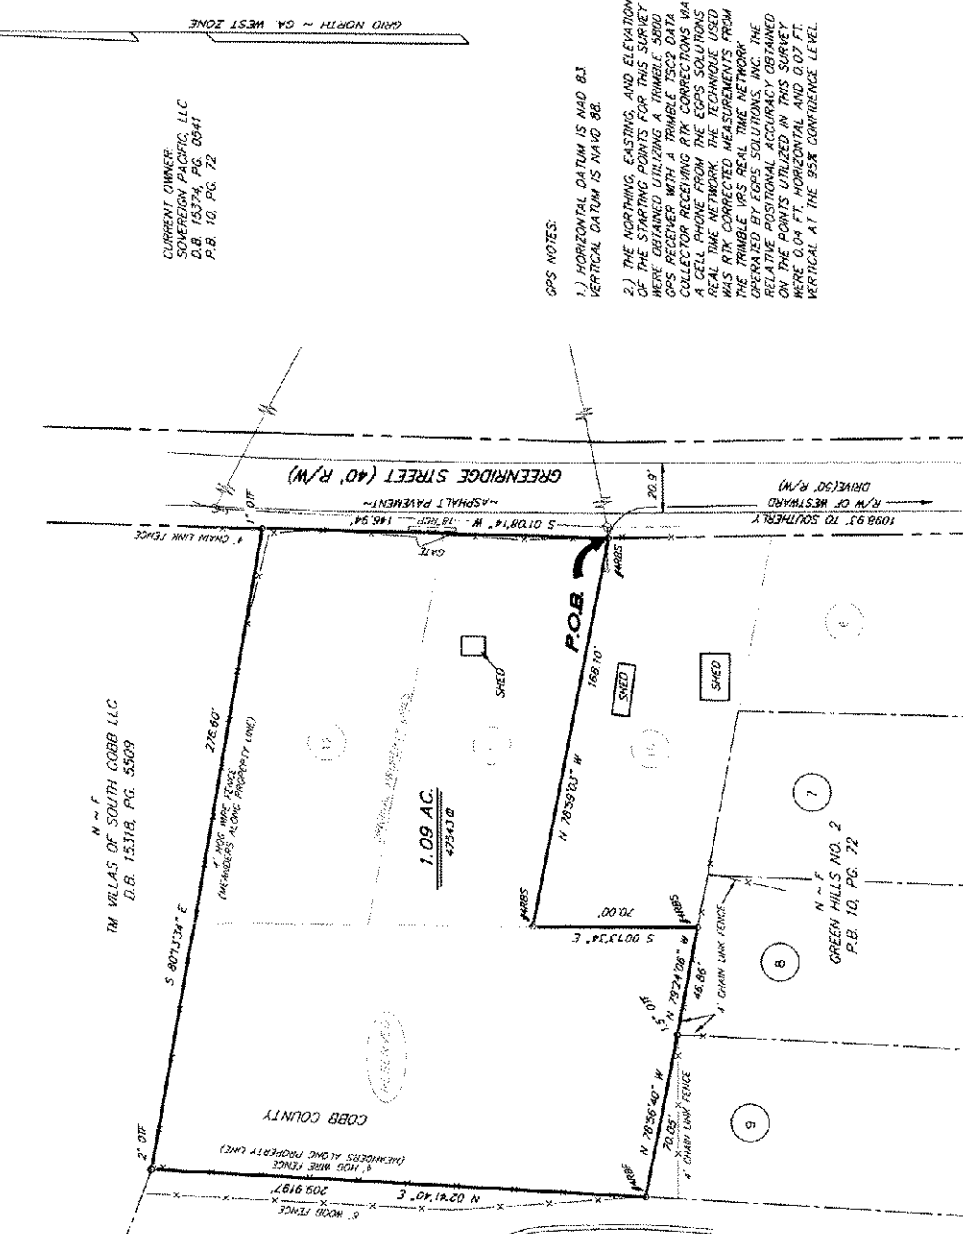 GRID NORTH ~ GA. WEST ZONE
CURRENT OWNER:
SOVEREIGN PACIFIC, LLC
D.B. 15374, PG. 0641
P.B. 10, PG. 72
GPS NOTES:
1.) HORIZONTAL DATUM IS NAD 83.
VERTICAL DATUM IS NAVD 88.
2.) THE NORTHING, EASTING, AND ELEVATION
OF THE STARTING POINTS FOR THIS SURVEY
WERE OBTAINED UTILIZING A TRIMBLE 5800
GPS RECEIVER WITH A TRIMBLE TSC2 DATA
COLLECTOR RECEIVING RTK CORRECTIONS VIA
A CELL PHONE FROM THE EGPS SOLUTIONS
REAL TIME NETWORK. THE TECHNIQUE USED
WAS RTK CORRECTED MEASUREMENTS FROM
THE TRIMBLE VRS REAL TIME NETWORK
OPERATED BY EGPS SOLUTIONS, INC. THE
RELATIVE POSITIONAL ACCURACY OBTAINED
ON THE POINTS UTILIZED IN THIS SURVEY
WERE 0.04 FT. HORIZONTAL AND 0.07 FT.
VERTICAL AT THE 95% CONFIDENCE LEVEL.
GREENRIDGE STREET (40' R/W)
~ASPHALT PAVEMENT~
1" OTF
S 01°08'14" W
146.94'
18" RCP
GATE
4' CHAIN LINK FENCE
20.9'
1098.93' TO SOUTHERLY
R/W OF WESTWARD
DRIVE(50' R/W)
P.O.B.
#4RBS
N ~ F
TM VILLAS OF SOUTH COBB LLC
D.B. 15318, PG. 5509
S 80°13'34" E
276.60'
4' HOG WIRE FENCE
(MEANDERS ALONG PROPERTY LINE)
SHED
SHED
SHED
168.10'
N 78°59'03" W
1.09 AC.
47543
#4RBS
70.00'
S 00°13'34" E
#4RBS
N 79°24'06" W
46.86'
4' CHAIN LINK FENCE
N ~ F
GREEN HILLS NO. 2
P.B. 10, PG. 72
7
8
9
N 78°56'40" W
70.05'
4' CHAIN LINK FENCE
#4RBF
(RESERVED)
COBB COUNTY
4' HOG WIRE FENCE
(MEANDERS ALONG PROPERTY LINE)
2" OTF
209.9197'
N 02°41'40" E
6' WOOD FENCE